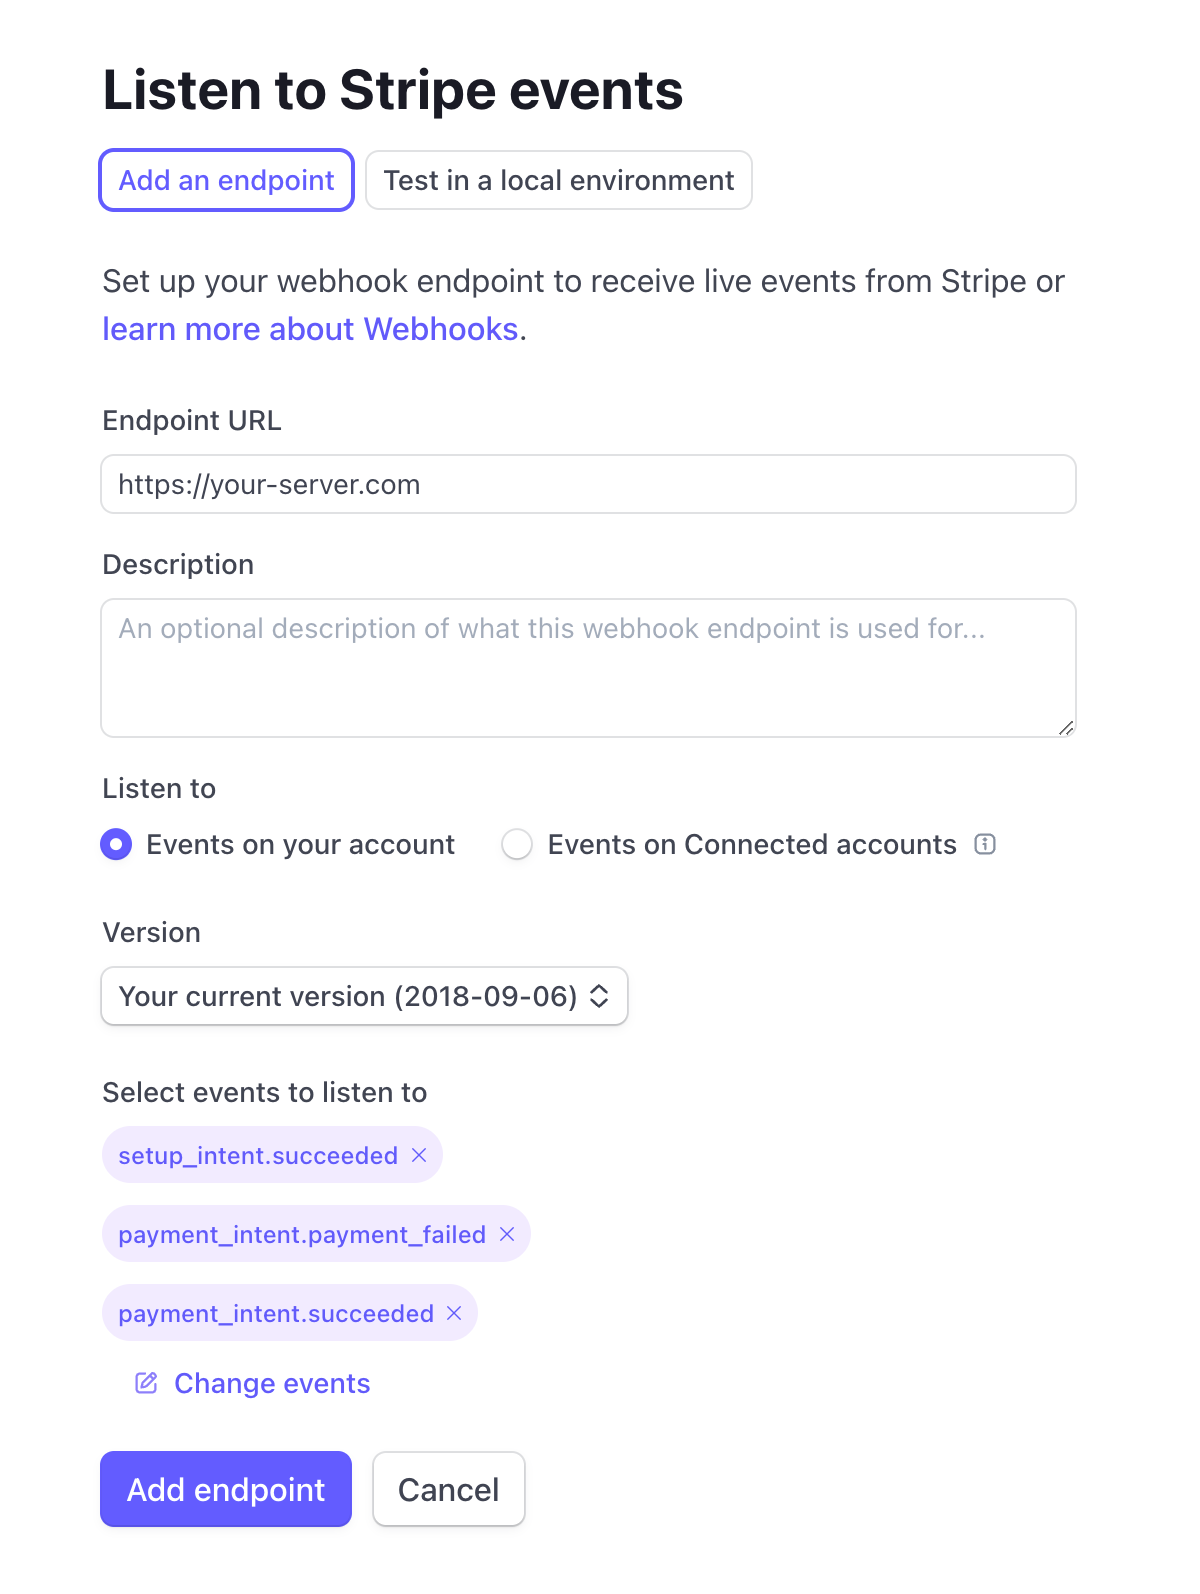 Listen to Stripe events
Add an endpoint
Test in a local environment
Set up your webhook endpoint to receive live events from Stripe or
learn more about Webhooks.
Endpoint URL
https://your-server.com
Description
An optional description of what this webhook endpoint is used for...
Listen to
Events on your account
Events on Connected accounts
Version
Your current version (2018-09-06)
Select events to listen to
setup_intent.succeeded
payment_intent.payment_failed
payment_intent.succeeded
Change events
Add endpoint
Cancel